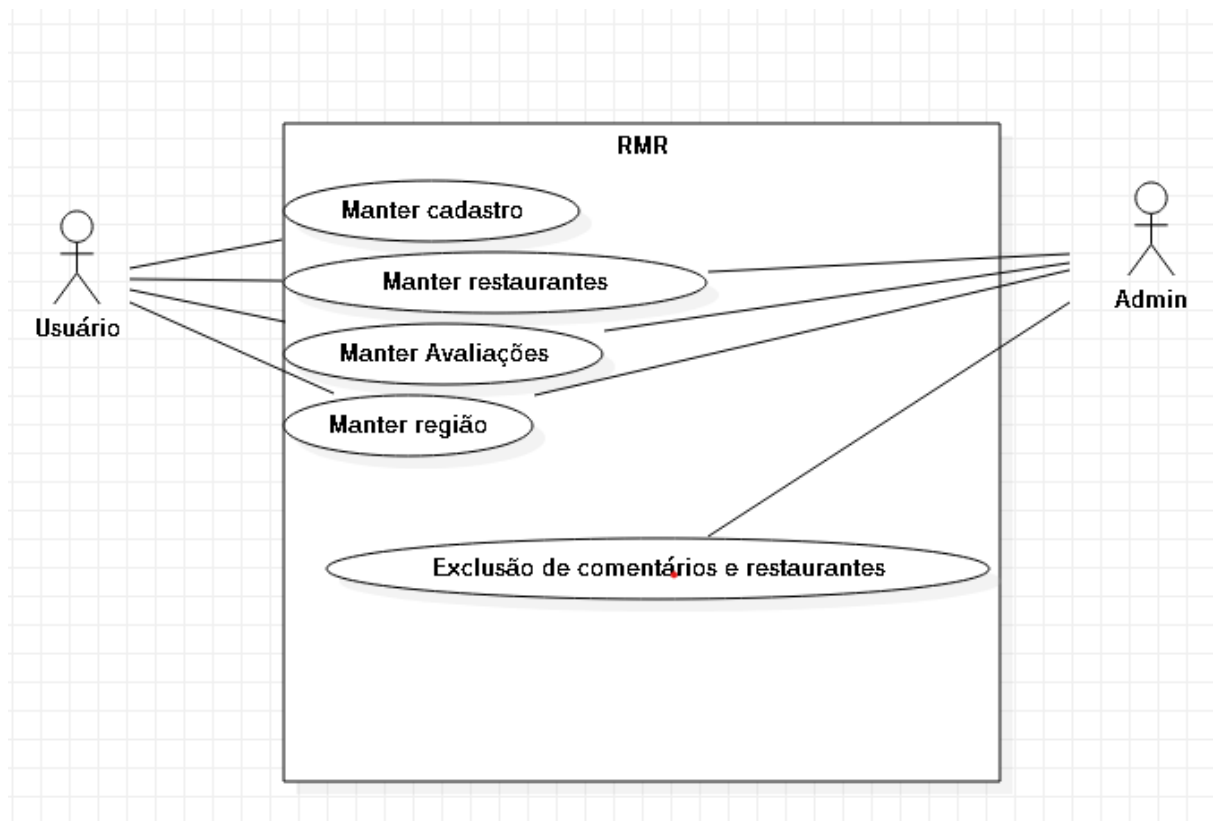 RMR
Manter cadastro
Manter restaurantes
Manter Avaliações
Manter região
Exclusão de comentários e restaurantes
Usuário
Admin